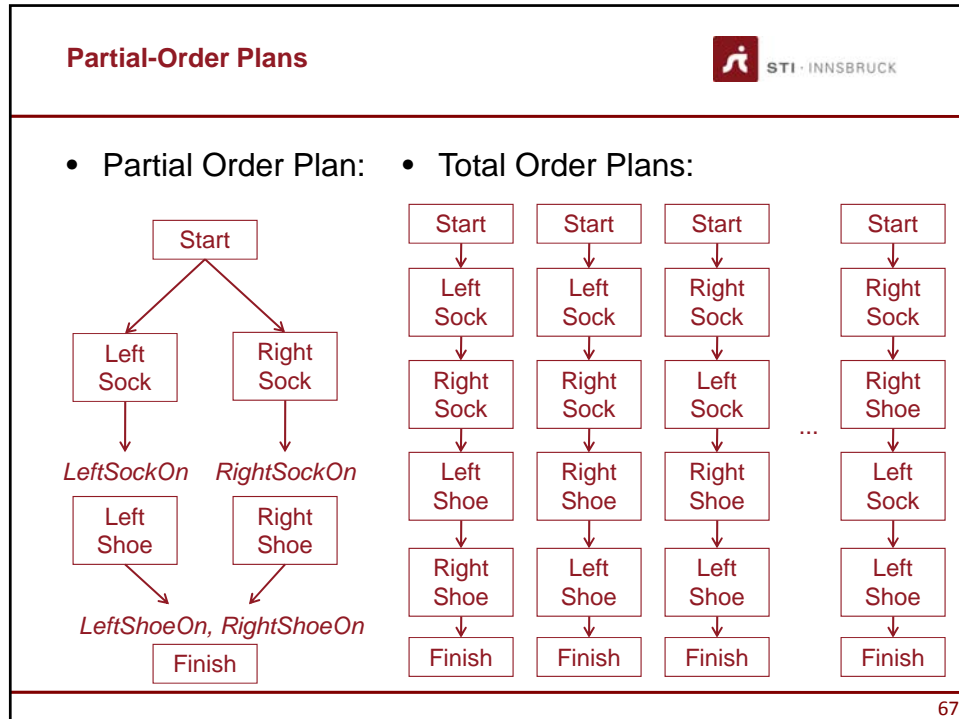 Partial-Order Plans
STI · INNSBRUCK
• Partial Order Plan:
Start
Left
Sock
Right
Sock
LeftSockOn
RightSockOn
Left
Shoe
Right
Shoe
LeftShoeOn, RightShoeOn
Finish
• Total Order Plans:
Start
Left
Sock
Right
Sock
Left
Shoe
Right
Shoe
Finish
Start
Left
Sock
Right
Sock
Right
Shoe
Left
Shoe
Finish
Start
Right
Sock
Left
Sock
Right
Shoe
Left
Shoe
Finish
...
Start
Right
Sock
Right
Shoe
Left
Sock
Left
Shoe
Finish
67